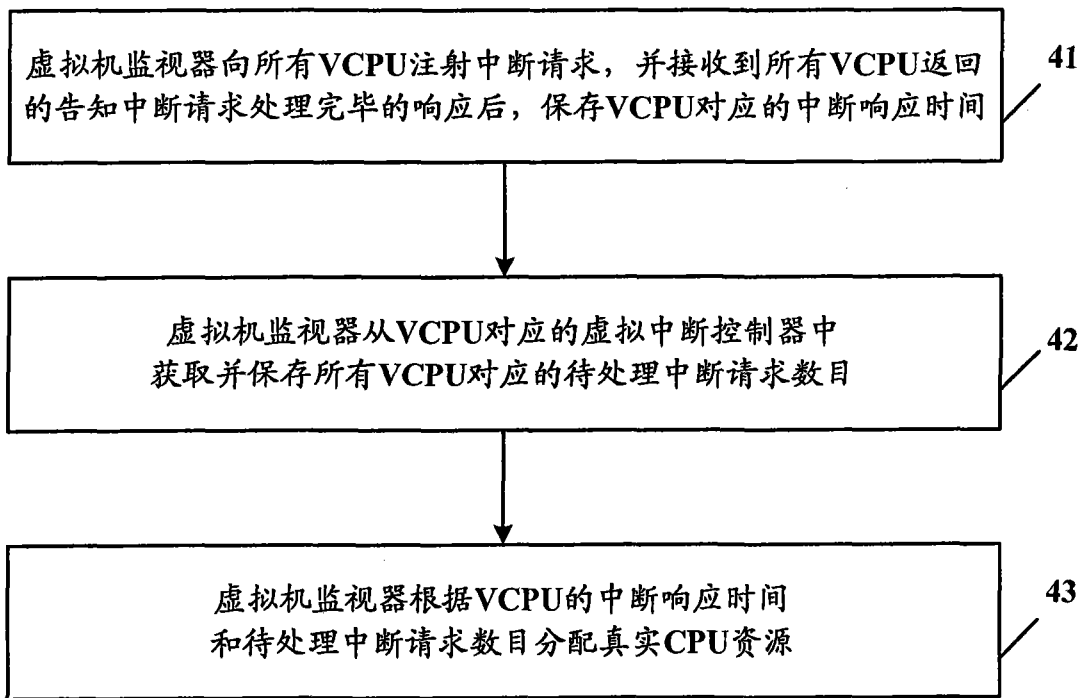 虚拟机监视器向所有VCPU注射中断请求，并接收到所有VCPU返回
的告知中断请求处理完毕的响应后，保存VCPU对应的中断响应时间
41
虚拟机监视器从VCPU对应的虚拟中断控制器中
获取并保存所有VCPU对应的待处理中断请求数目
42
虚拟机监视器根据VCPU的中断响应时间
和待处理中断请求数目分配真实CPU资源
43